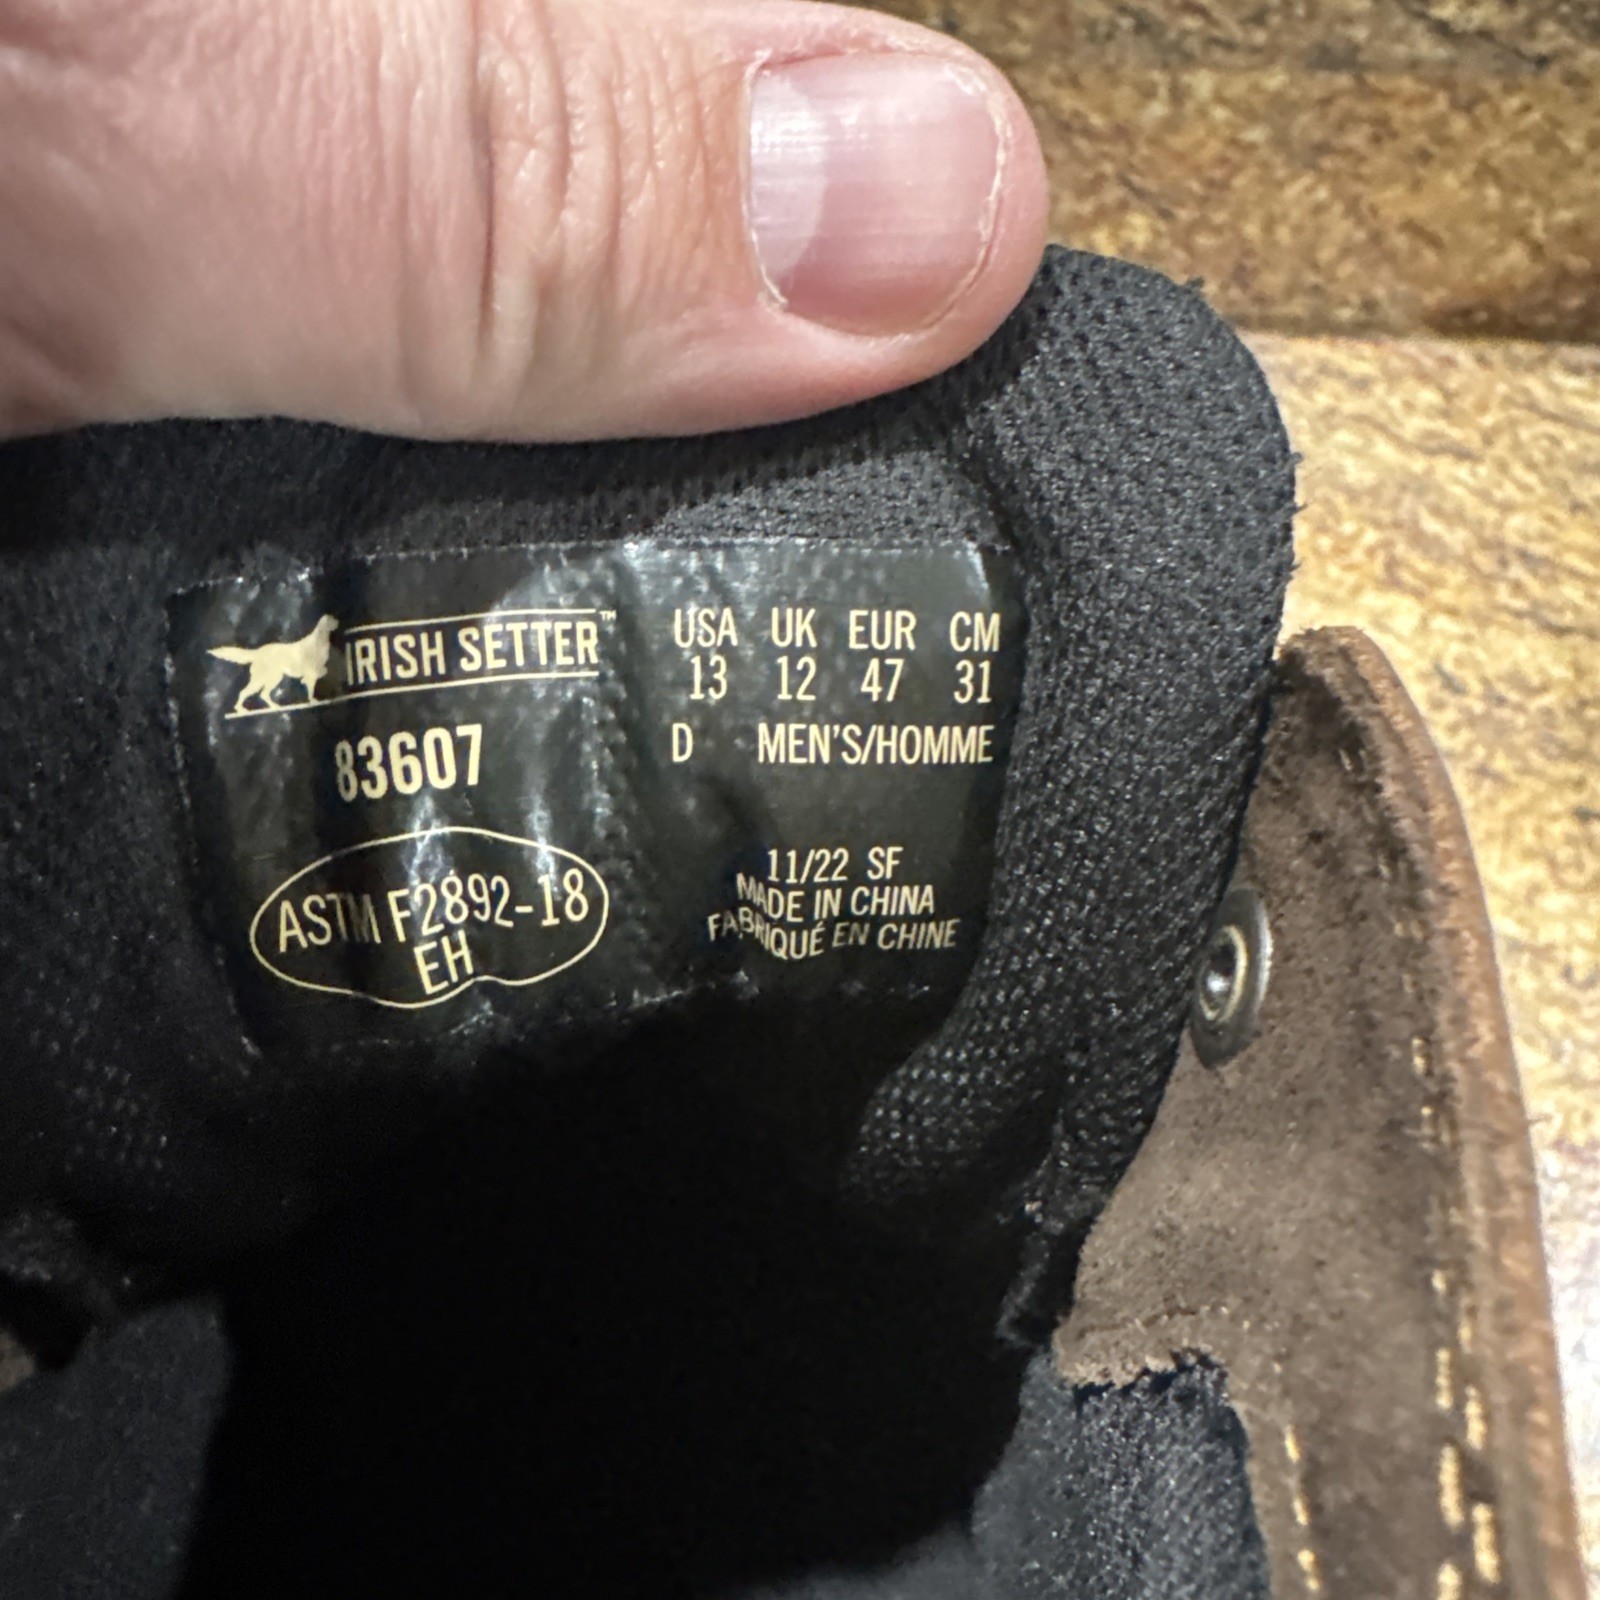 IRISH SETTER™
83607
ASTM F2892-18
EH
USA UK EUR CM
13 12 47 31
D MEN'S/HOMME
11/22 SF
MADE IN CHINA
FABRIQUÉ EN CHINE